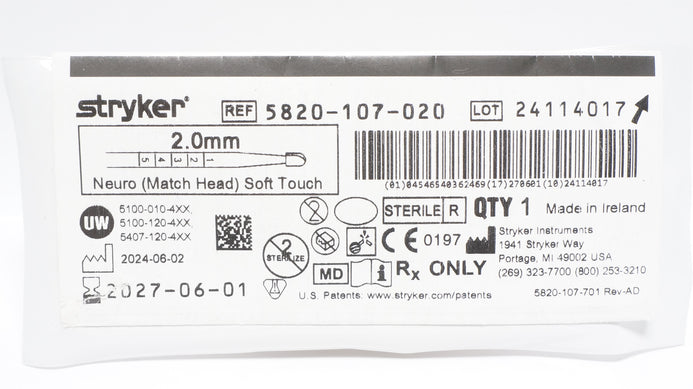 stryker® REF 5820-107-020 LOT 24114017
2.0mm
5 4 3 2 1
Neuro (Match Head) Soft Touch
(01)04546540362469(17)270601(10)24114017
UW
5100-010-4XX,
5100-120-4XX,
5407-120-4XX
2
STERILE R QTY 1 Made in Ireland
2024-06-02
2027-06-01
2
STERILIZE
CE 0197
MD i Rx ONLY
Stryker Instruments
1941 Stryker Way
Portage, MI 49002 USA
(269) 323-7700 (800) 253-3210
U.S. Patents: www.stryker.com/patents
5820-107-701 Rev-AD